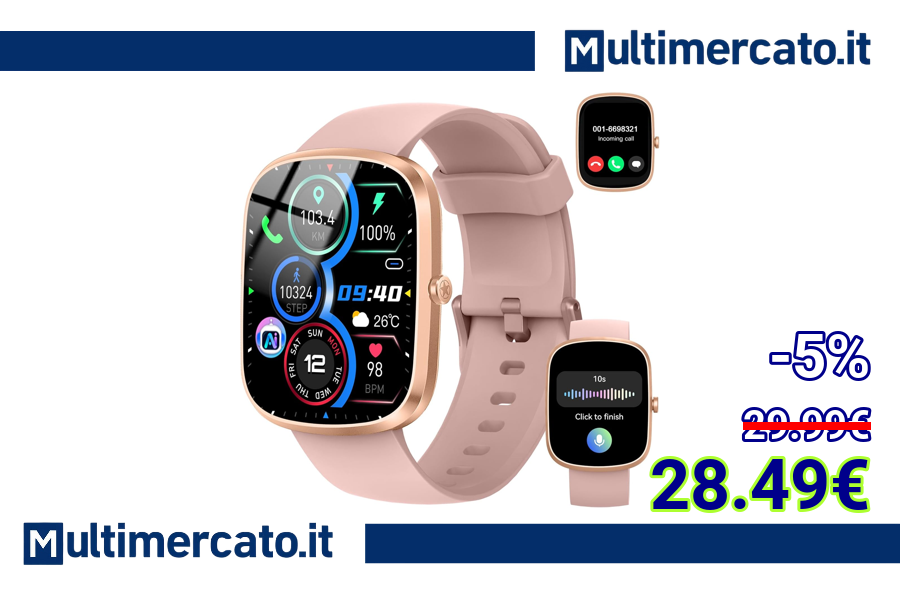 Multimercato.it
001-6698321
Incoming call
103.4
KM
100%
10324
STEP
09:40
26°C
Ai
SUN
MON
TUE
WED
THU
FRI
SAT
12
98
BPM
10s
Click to finish
-5%
29.99€
28.49€
Multimercato.it